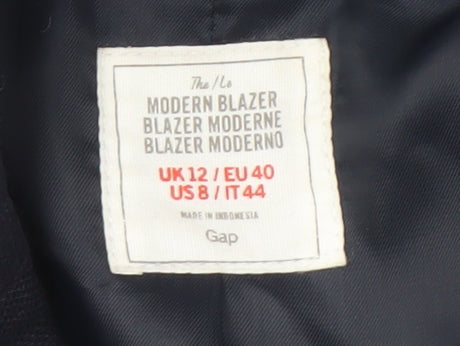 The/Le
MODERN BLAZER
BLAZER MODERNE
BLAZER MODERNO
UK 12 / EU 40
US 8 / IT 44
MADE IN INDONESIA
Gap